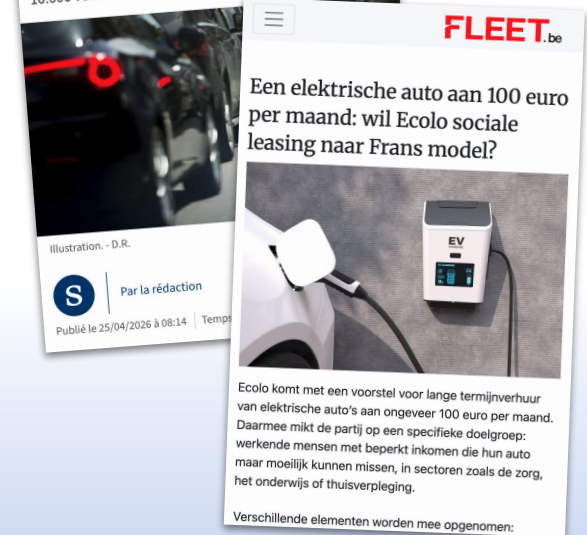 Illustration. - D.R.
S
Par la rédaction
Publié le 25/04/2026 à 08:14
FLEET.be
Een elektrische auto aan 100 euro
per maand: wil Ecolo sociale
leasing naar Frans model?
EV
Ecolo komt met een voorstel voor lange termijnverhuur
van elektrische auto's aan ongeveer 100 euro per maand.
Daarmee mikt de partij op een specifieke doelgroep:
werkende mensen met beperkt inkomen die hun auto
maar moeilijk kunnen missen, in sectoren zoals de zorg,
het onderwijs of thuisverpleging.
Verschillende elementen worden mee opgenomen: